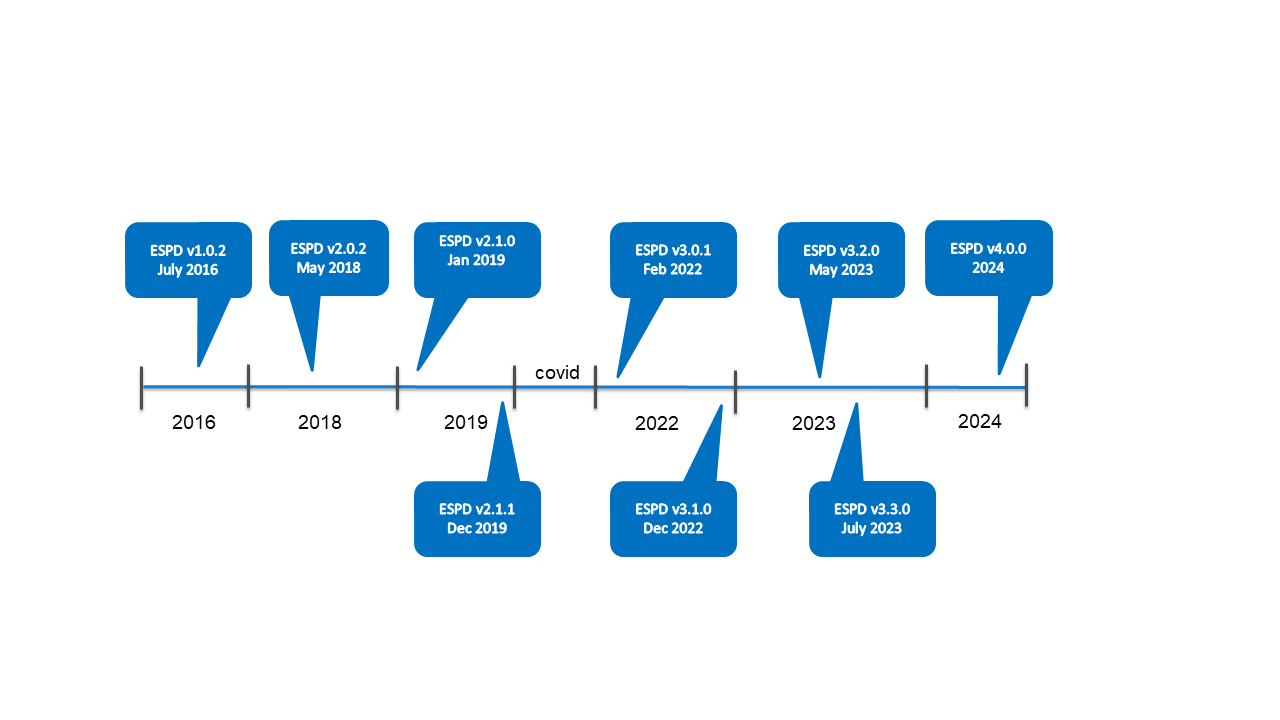 ESPD v1.0.2
July 2016
ESPD v2.0.2
May 2018
ESPD v2.1.0
Jan 2019
ESPD v3.0.1
Feb 2022
ESPD v3.2.0
May 2023
ESPD v4.0.0
2024
covid
2016
2018
2019
2022
2023
2024
ESPD v2.1.1
Dec 2019
ESPD v3.1.0
Dec 2022
ESPD v3.3.0
July 2023